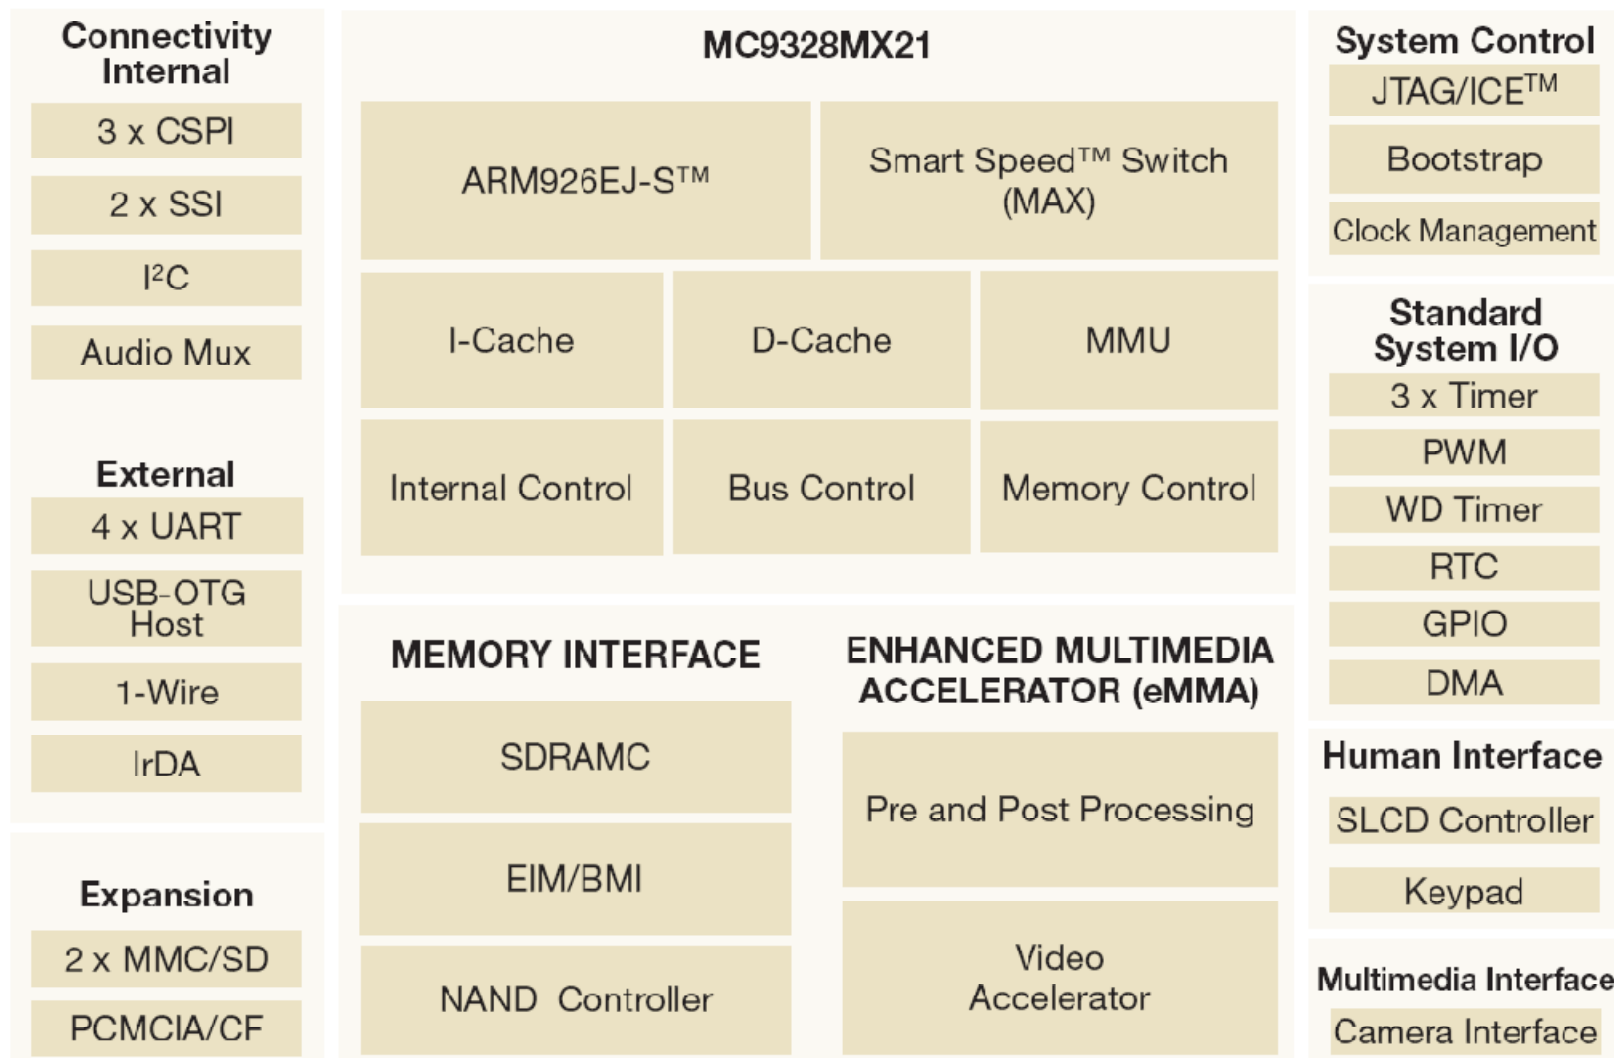 Connectivity
Internal
3 x CSPI
2 x SSI
I²C
Audio Mux
External
4 x UART
USB-OTG
Host
1-Wire
IrDA
Expansion
2 x MMC/SD
PCMCIA/CF
MC9328MX21
ARM926EJ-S™
Smart Speed™ Switch
(MAX)
I-Cache
D-Cache
MMU
Internal Control
Bus Control
Memory Control
MEMORY INTERFACE
SDRAMC
EIM/BMI
NAND Controller
ENHANCED MULTIMEDIA
ACCELERATOR (eMMA)
Pre and Post Processing
Video
Accelerator
System Control
JTAG/ICE™
Bootstrap
Clock Management
Standard
System I/O
3 x Timer
PWM
WD Timer
RTC
GPIO
DMA
Human Interface
SLCD Controller
Keypad
Multimedia Interface
Camera Interface